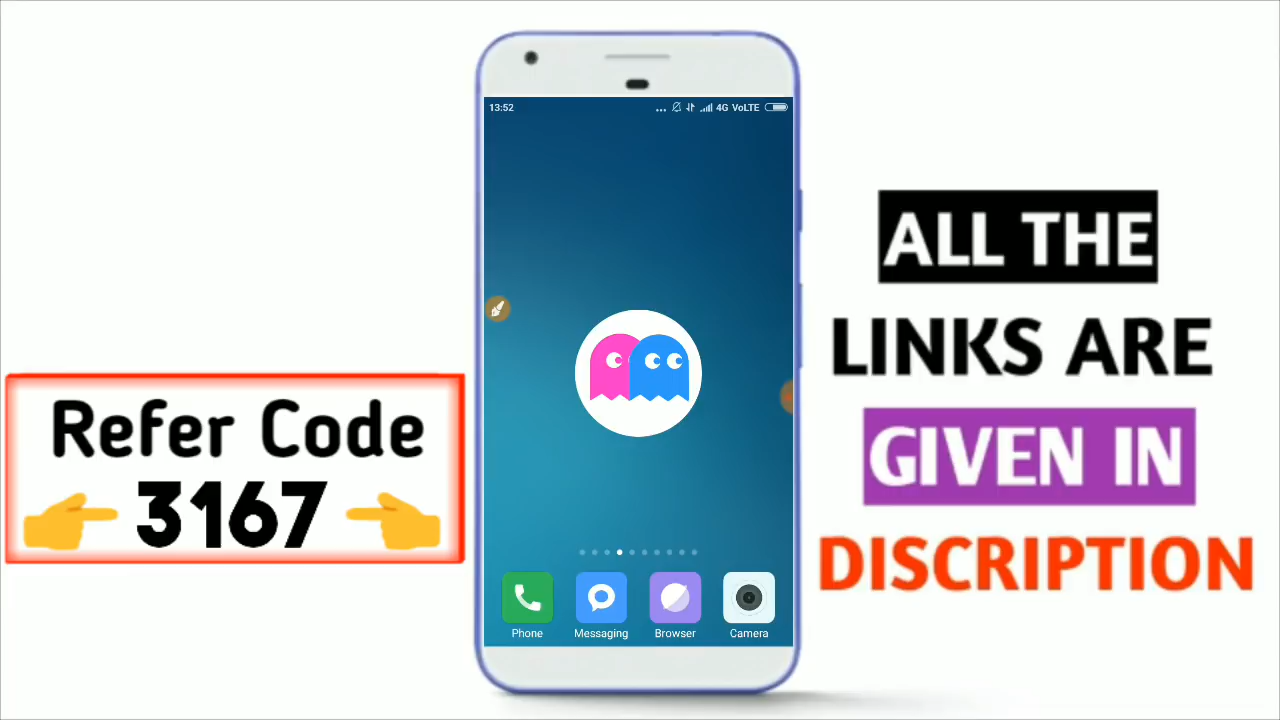 Refer Code
👉 3167 👈
13:52
... 4G VoLTE
Phone Messaging Browser Camera
ALL THE
LINKS ARE
GIVEN IN
DISCRIPTION